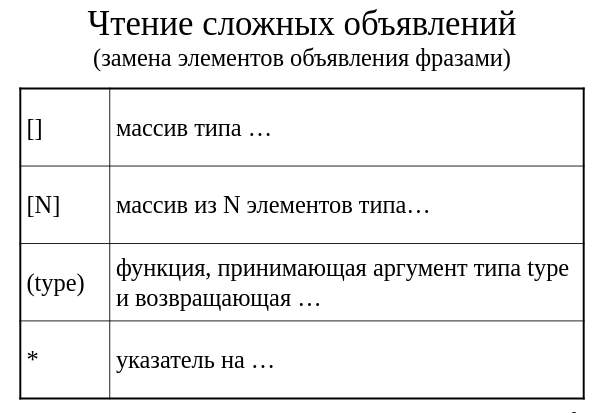 Чтение сложных объявлений
(замена элементов объявления фразами)
[] массив типа …
[N] массив из N элементов типа…
(type) функция, принимающая аргумент типа type
и возвращающая …
* указатель на …